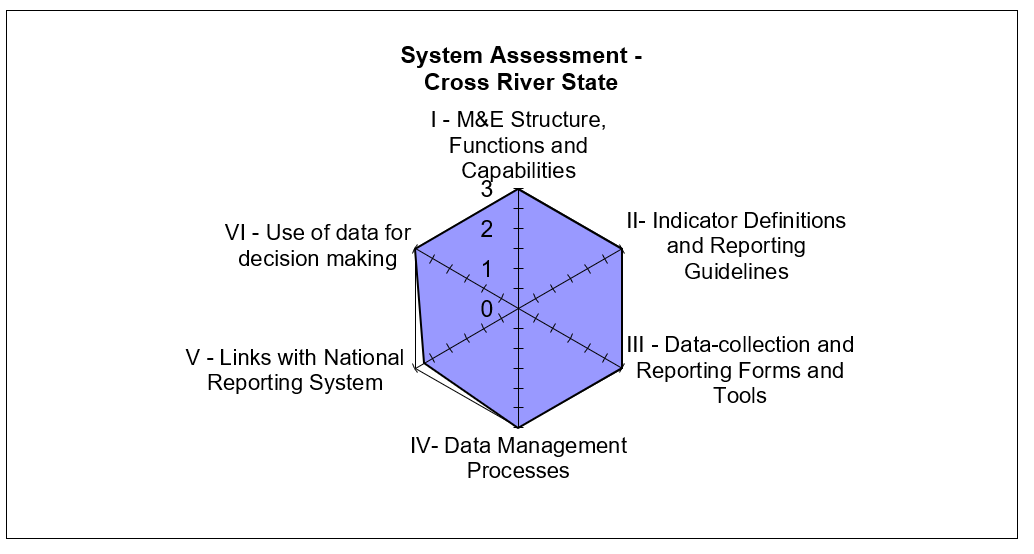 System Assessment -
Cross River State
I - M&E Structure,
Functions and
Capabilities
3
2
1
0
II- Indicator Definitions
and Reporting
Guidelines
III - Data-collection and
Reporting Forms and
Tools
IV- Data Management
Processes
V - Links with National
Reporting System
VI - Use of data for
decision making